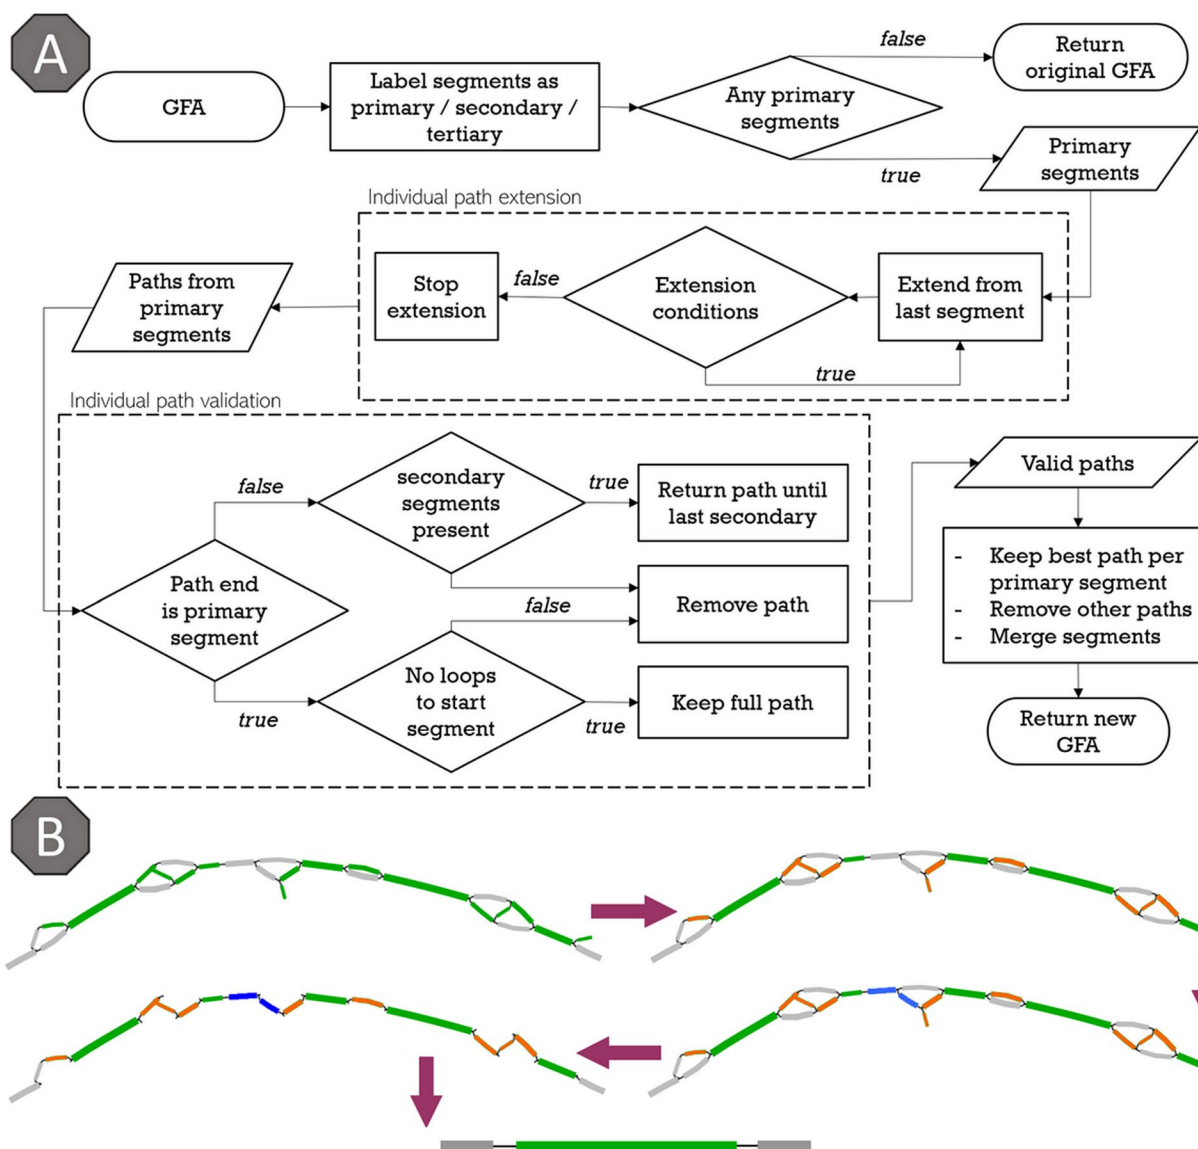 A
GFA
Label segments as
primary / secondary /
tertiary
Any primary
segments
false
Return
original GFA
true
Primary
segments
Individual path extension
Paths from
primary
segments
Stop
extension
false
Extension
conditions
Extend from
last segment
true
Individual path validation
Path end
is primary
segment
false
secondary
segments
present
true
Return path until
last secondary
false
Remove path
true
No loops
to start
segment
true
Keep full path
Valid paths
- Keep best path per
primary segment
- Remove other paths
- Merge segments
Return new
GFA
B